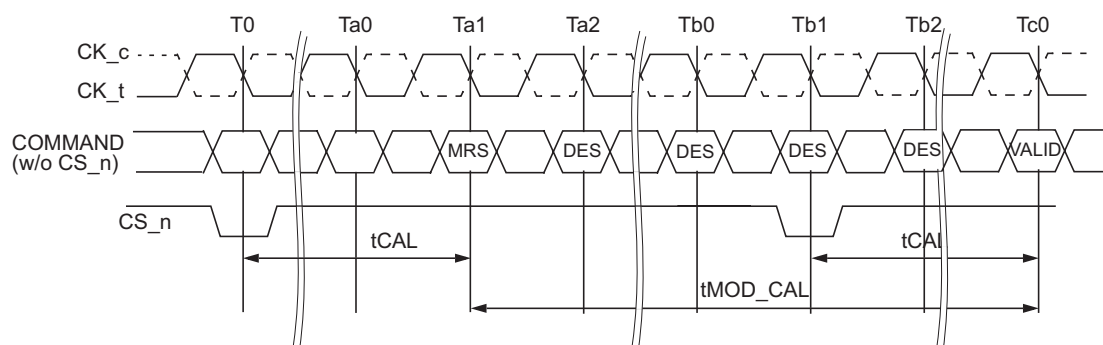 T0 Ta0 Ta1 Ta2 Tb0 Tb1 Tb2 Tc0
CK_c
CK_t
COMMAND
(w/o CS_n)
MRS DES DES DES DES VALID
CS_n
tCAL tCAL
tMOD_CAL